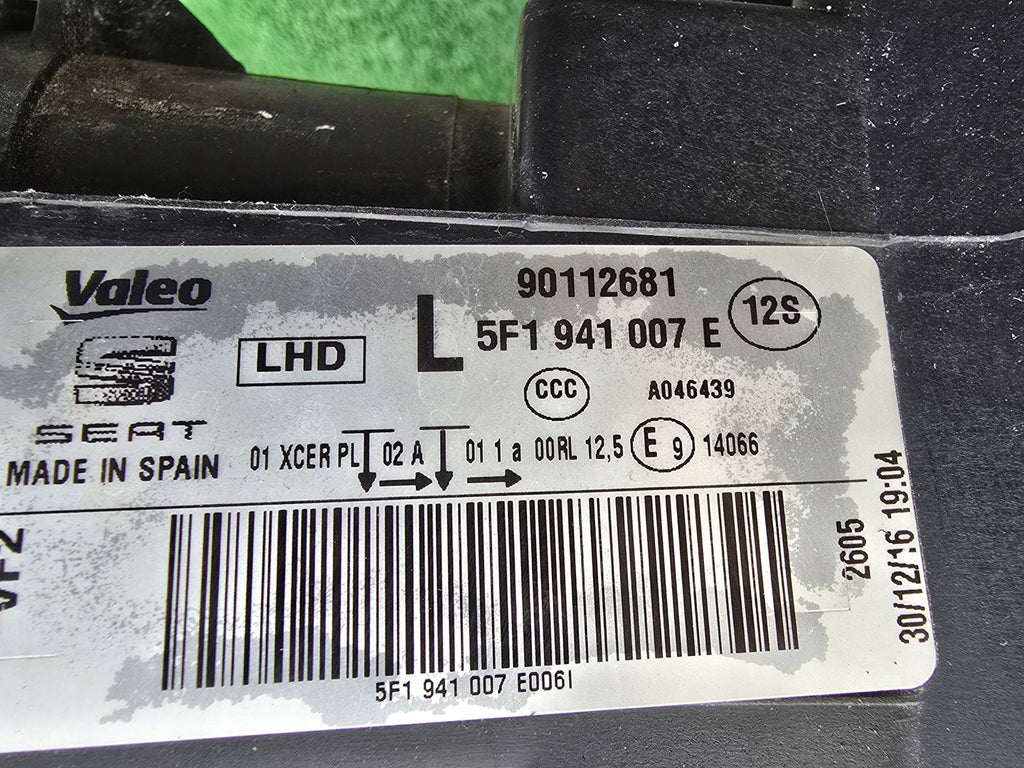 Valeo
SEAT
MADE IN SPAIN
LHD
L
90112681
5F1 941 007 E
12S
CCC
A046439
01 XCER PL 02 A 01 1 a 00RL 12,5 E 9 14066
VF2
5F1 941 007 E006I
2605
30/12/16 19:04